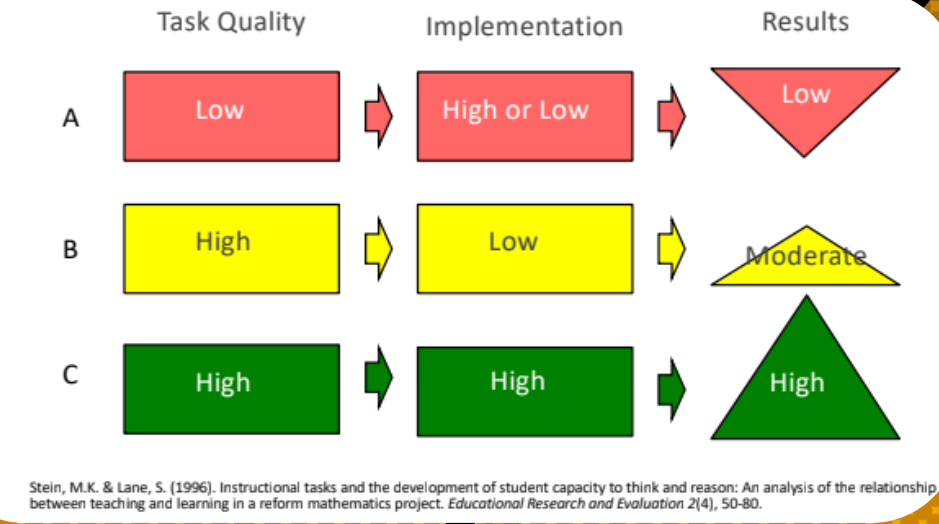 Task Quality Implementation Results
A Low High or Low Low
B High Low Moderate
C High High High
Stein, M.K. & Lane, S. (1996). Instructional tasks and the development of student capacity to think and reason: An analysis of the relationship
between teaching and learning in a reform mathematics project. Educational Research and Evaluation 2(4), 50-80.